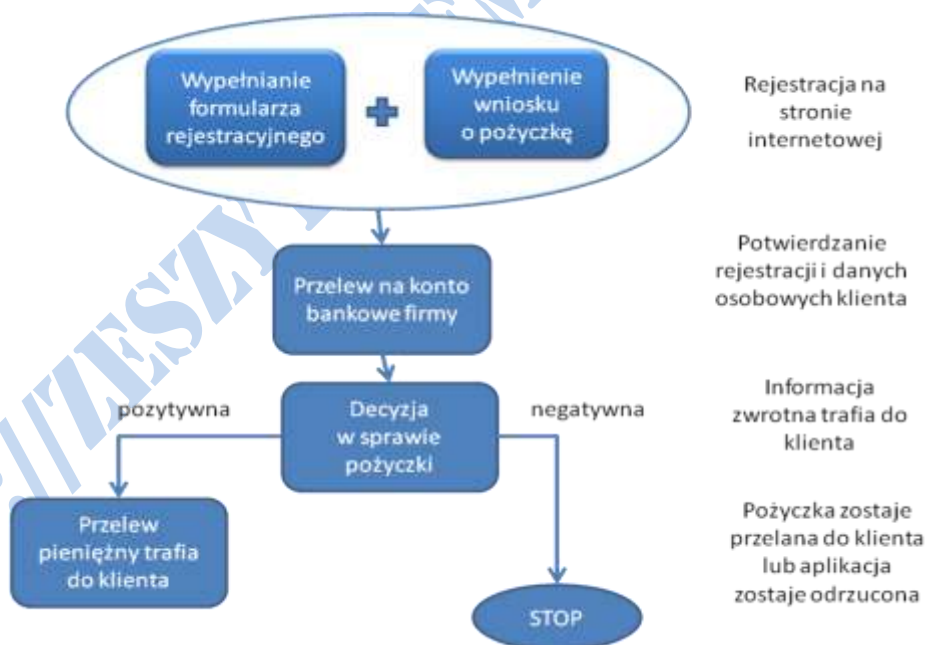 Wypełnianie
formularza
rejestracyjnego
Wypełnienie
wniosku
o pożyczkę
Rejestracja na
stronie
internetowej
Przelew na konto
bankowe firmy
Potwierdzanie
rejestracji i danych
osobowych klienta
pozytywna
Decyzja
w sprawie
pożyczki
negatywna
Informacja
zwrotna trafia do
klienta
Przelew
pieniężny trafia
do klienta
STOP
Pożyczka zostaje
przelana do klienta
lub aplikacja
zostaje odrzucona